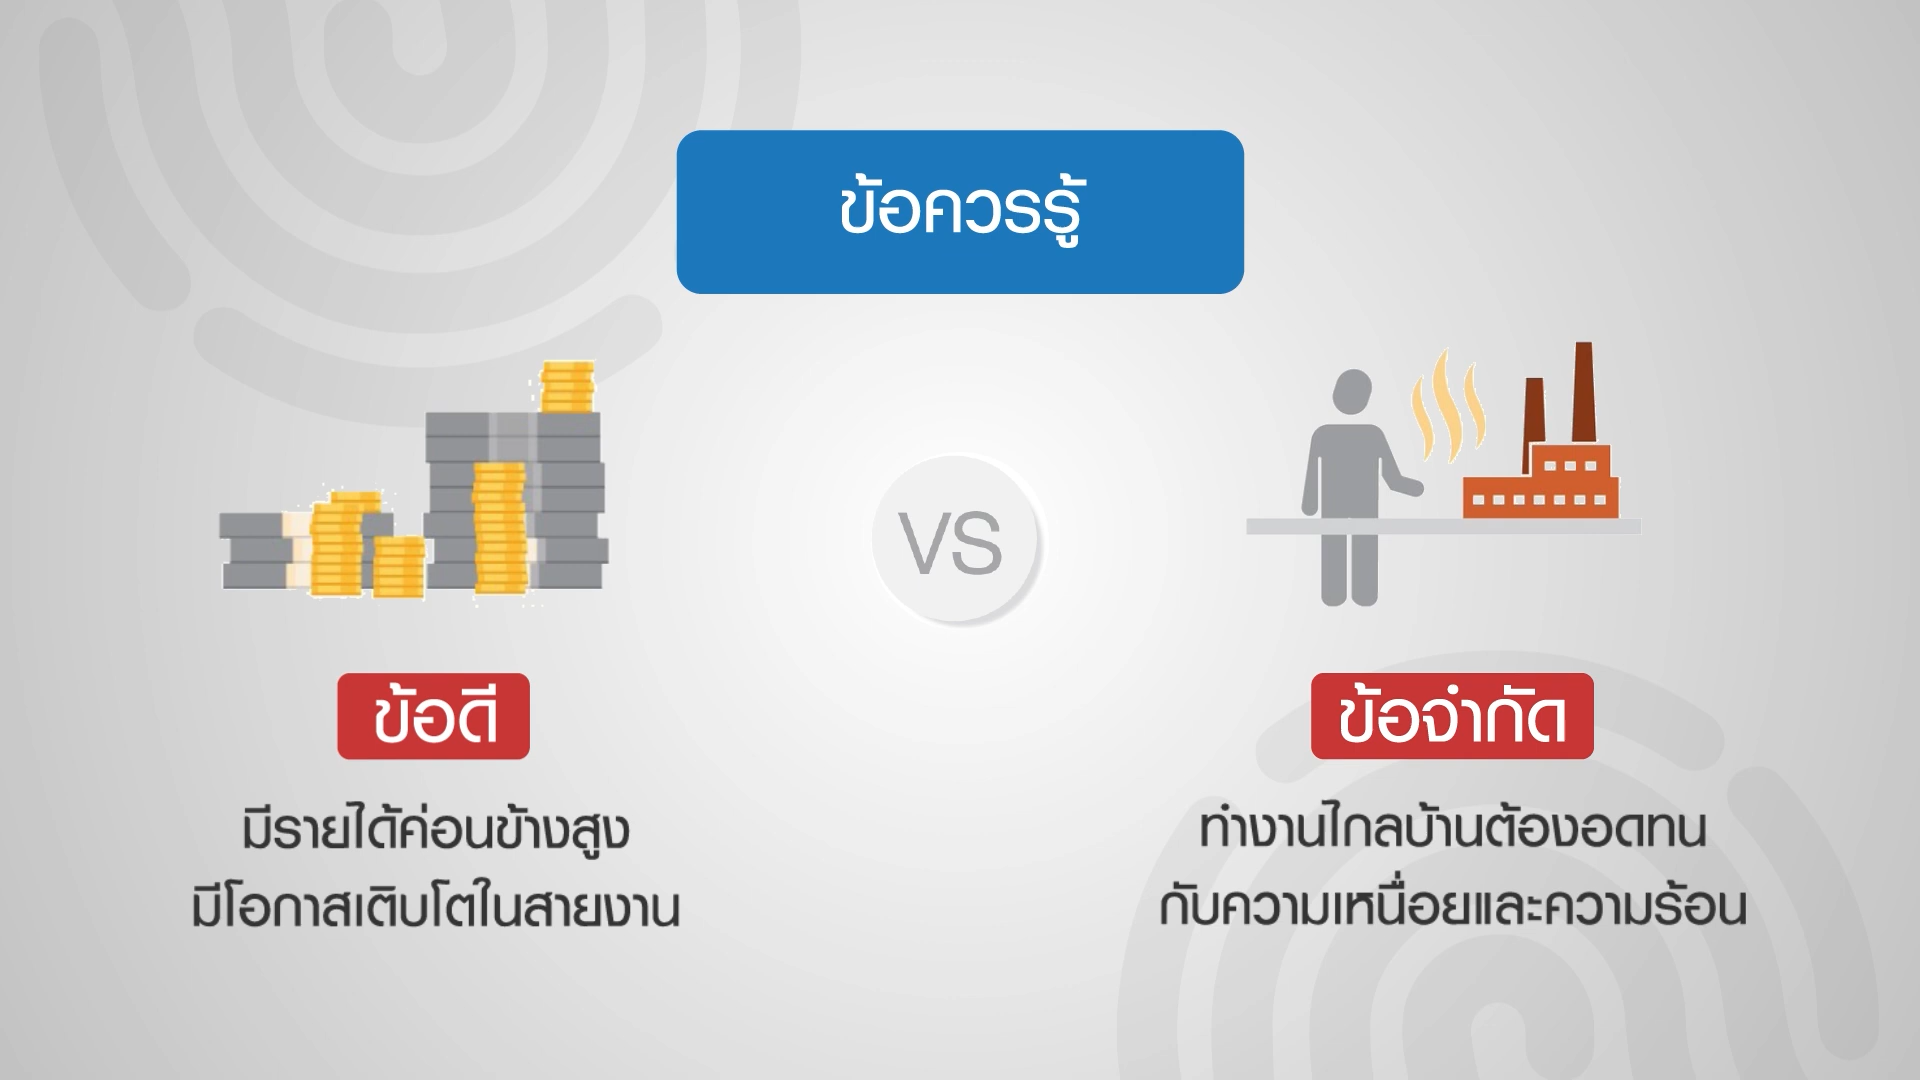 ข้อควรรู้
VS
ข้อดี
มีรายได้ค่อนข้างสูง
มีโอกาสเติบโตในสายงาน
ข้อจำกัด
ทำงานไกลบ้านต้องอดทน
กับความเหนื่อยและความร้อน